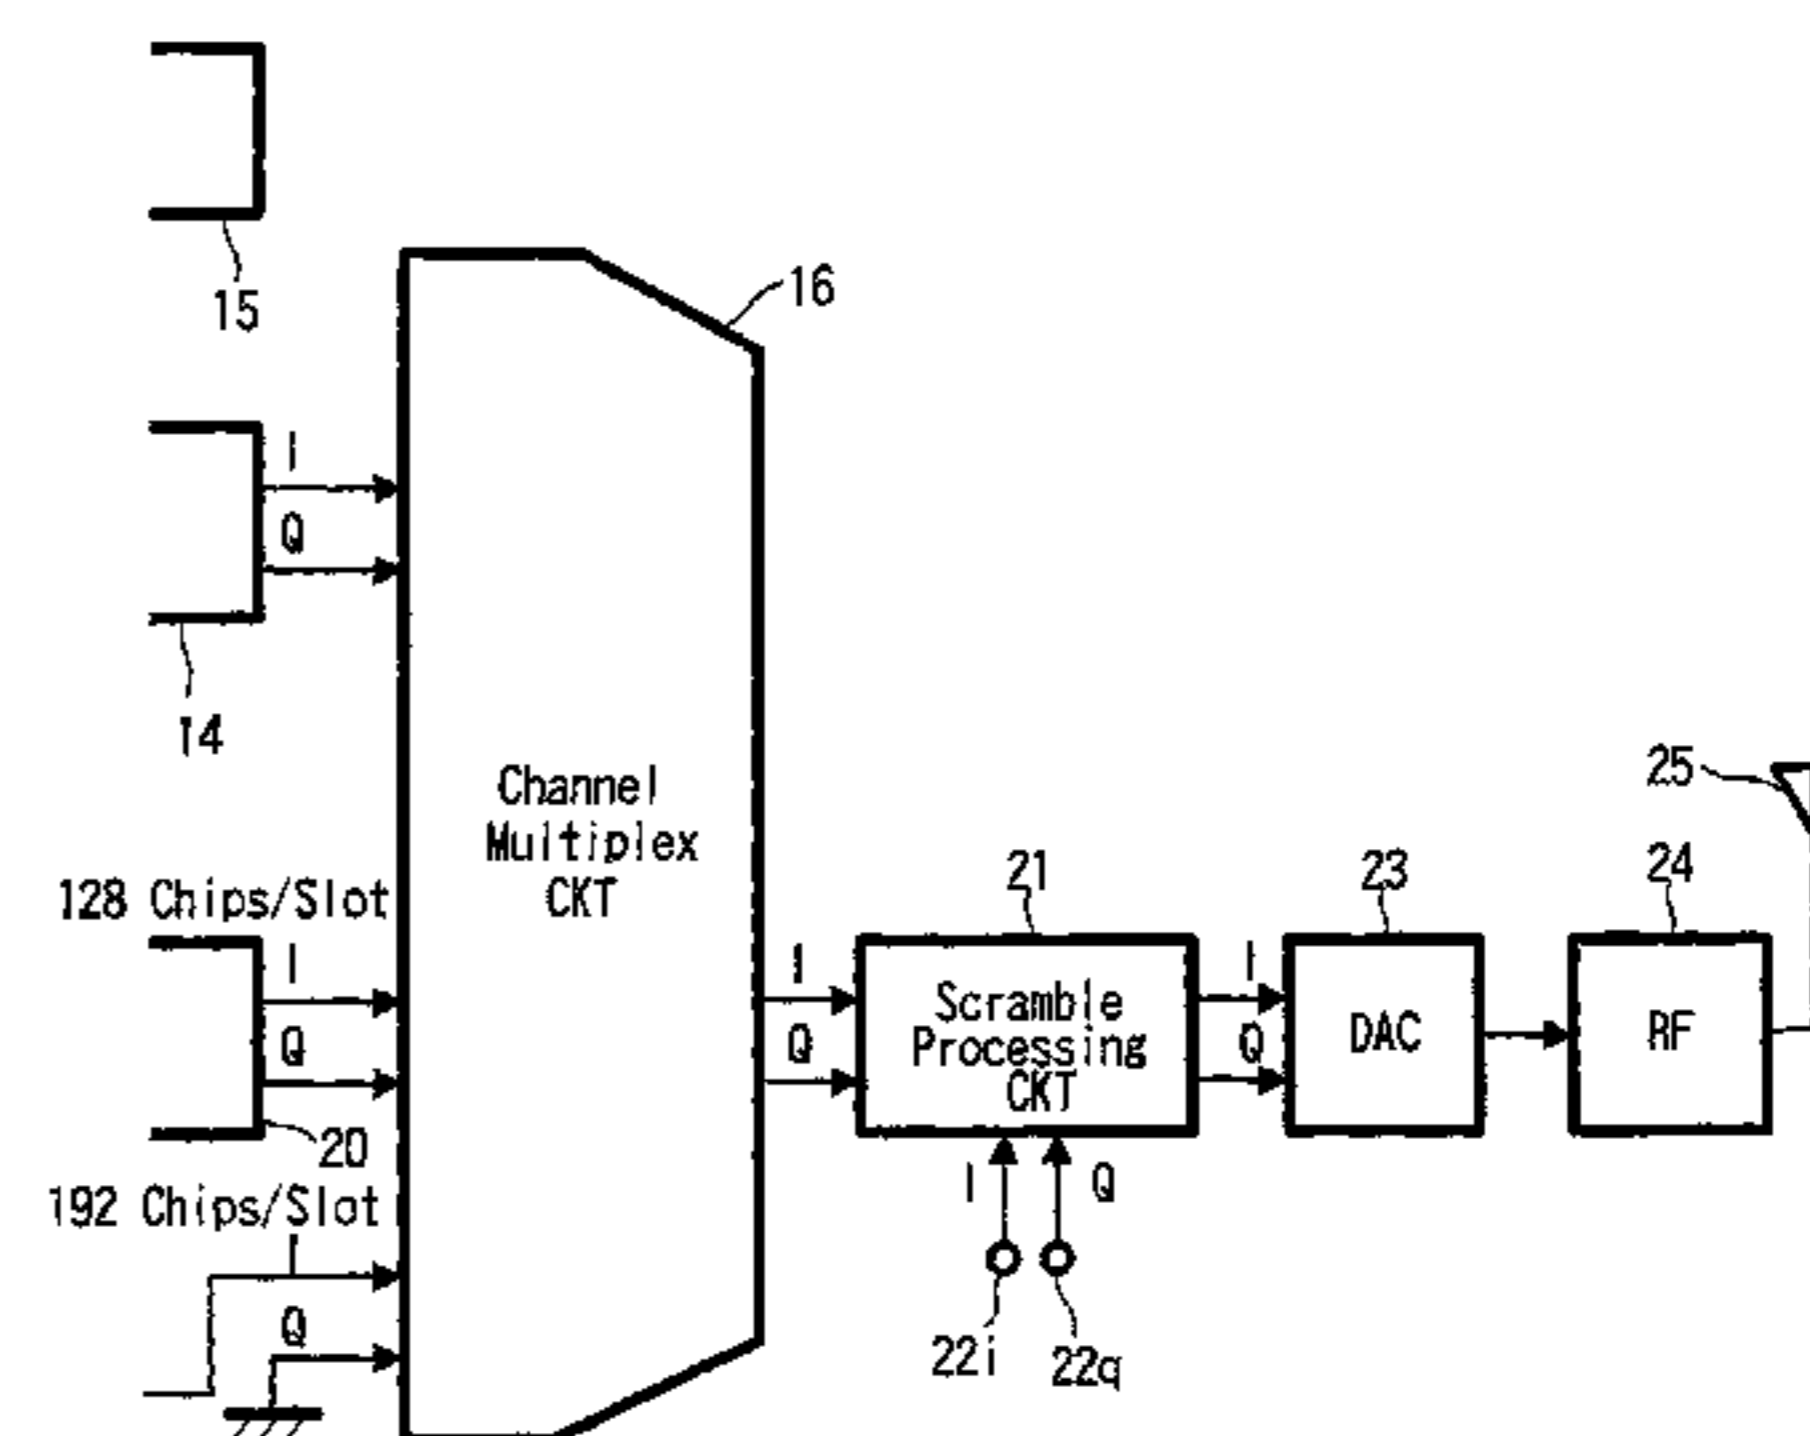 15
16
I
Q
14
Channel
Multiplex
CKT
128 Chips/Slot
I
Q
20
192 Chips/Slot
I
Q
I
Q
21
Scramble
Processing
CKT
I
Q
22i
22q
I
Q
23
DAC
24
RF
25